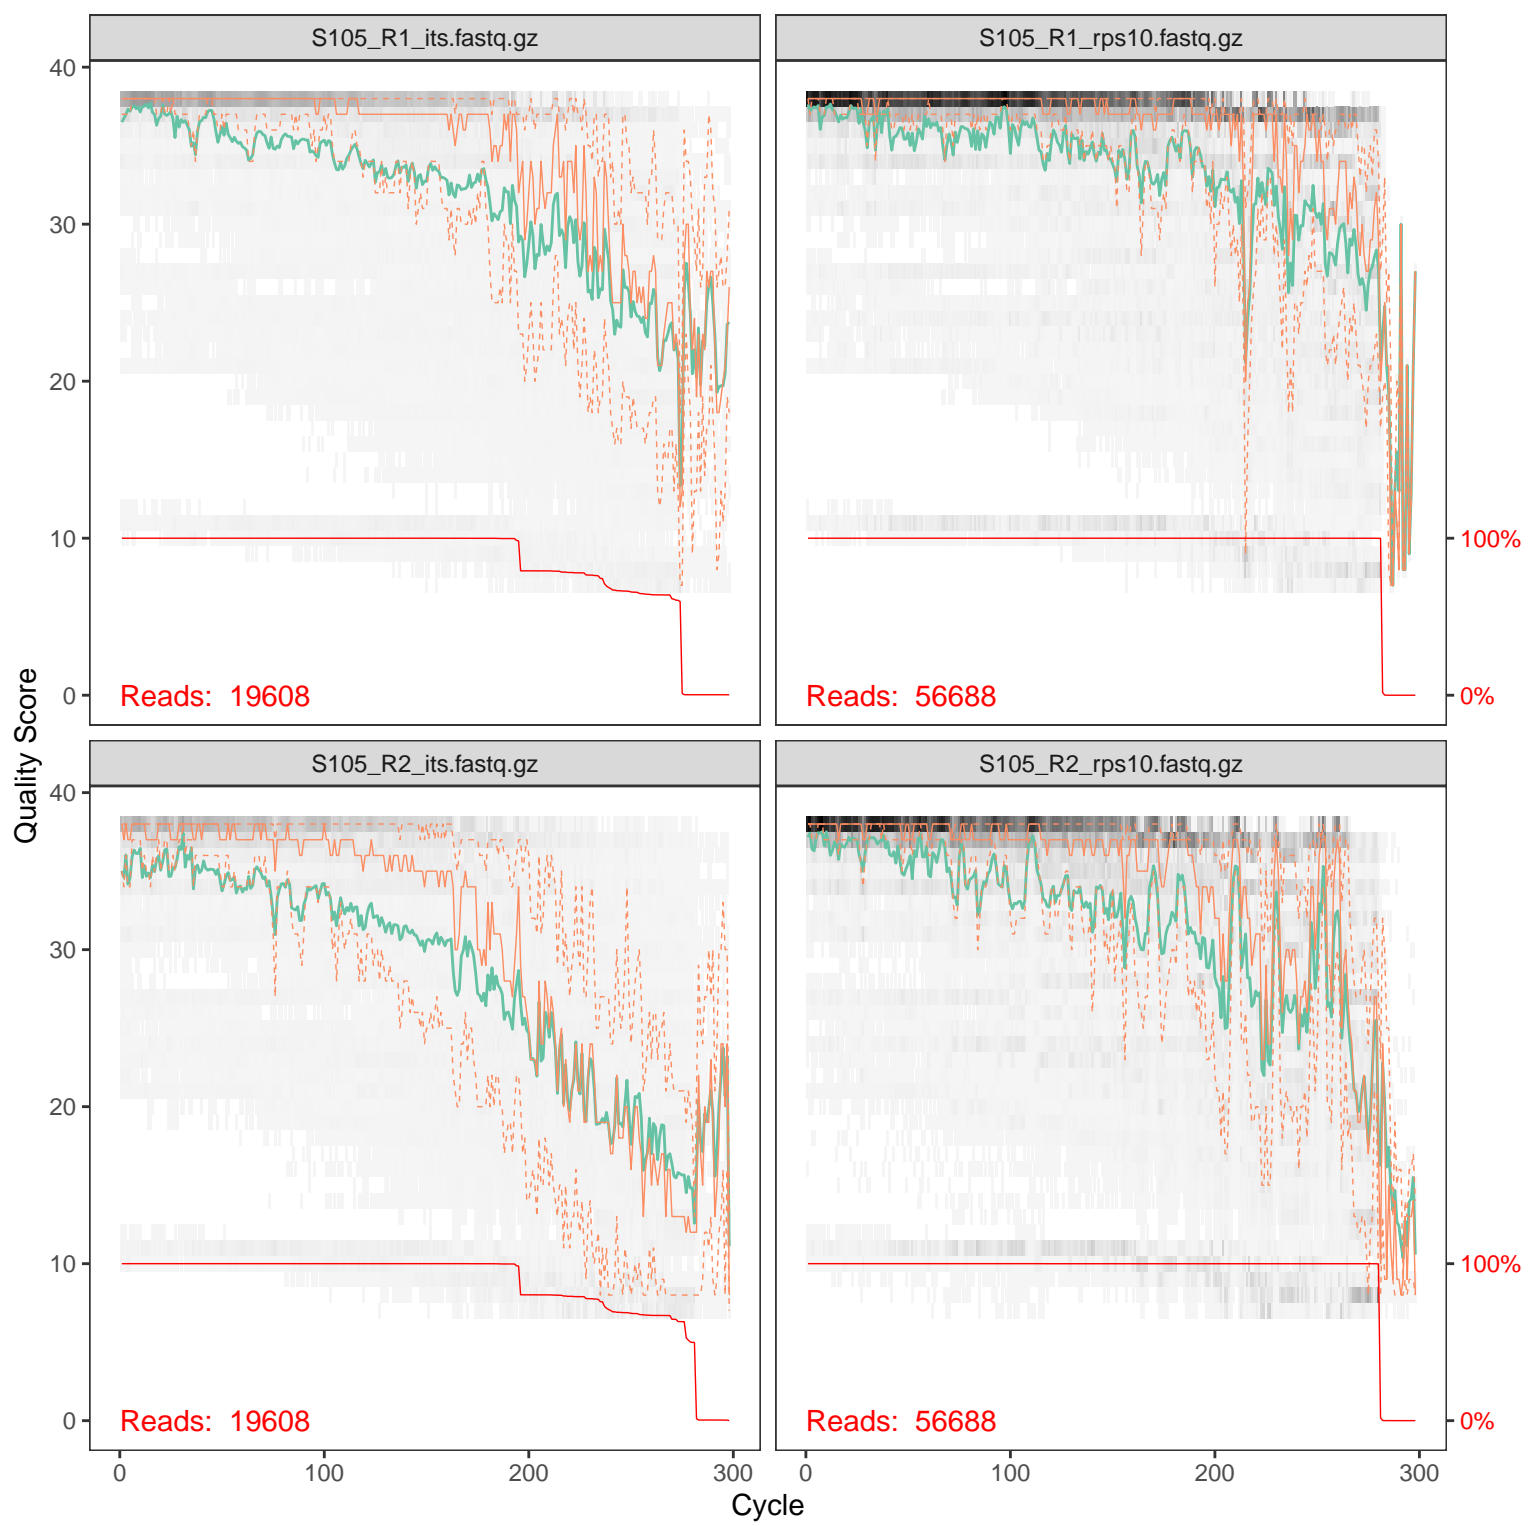 S105_R1_its.fastq.gz
S105_R1_rps10.fastq.gz
40
30
20
10
0
100%
0%
Reads: 19608
Reads: 56688
Quality Score
S105_R2_its.fastq.gz
S105_R2_rps10.fastq.gz
40
30
20
10
0
100%
0%
Reads: 19608
Reads: 56688
0
100
200
300
0
100
200
300
Cycle